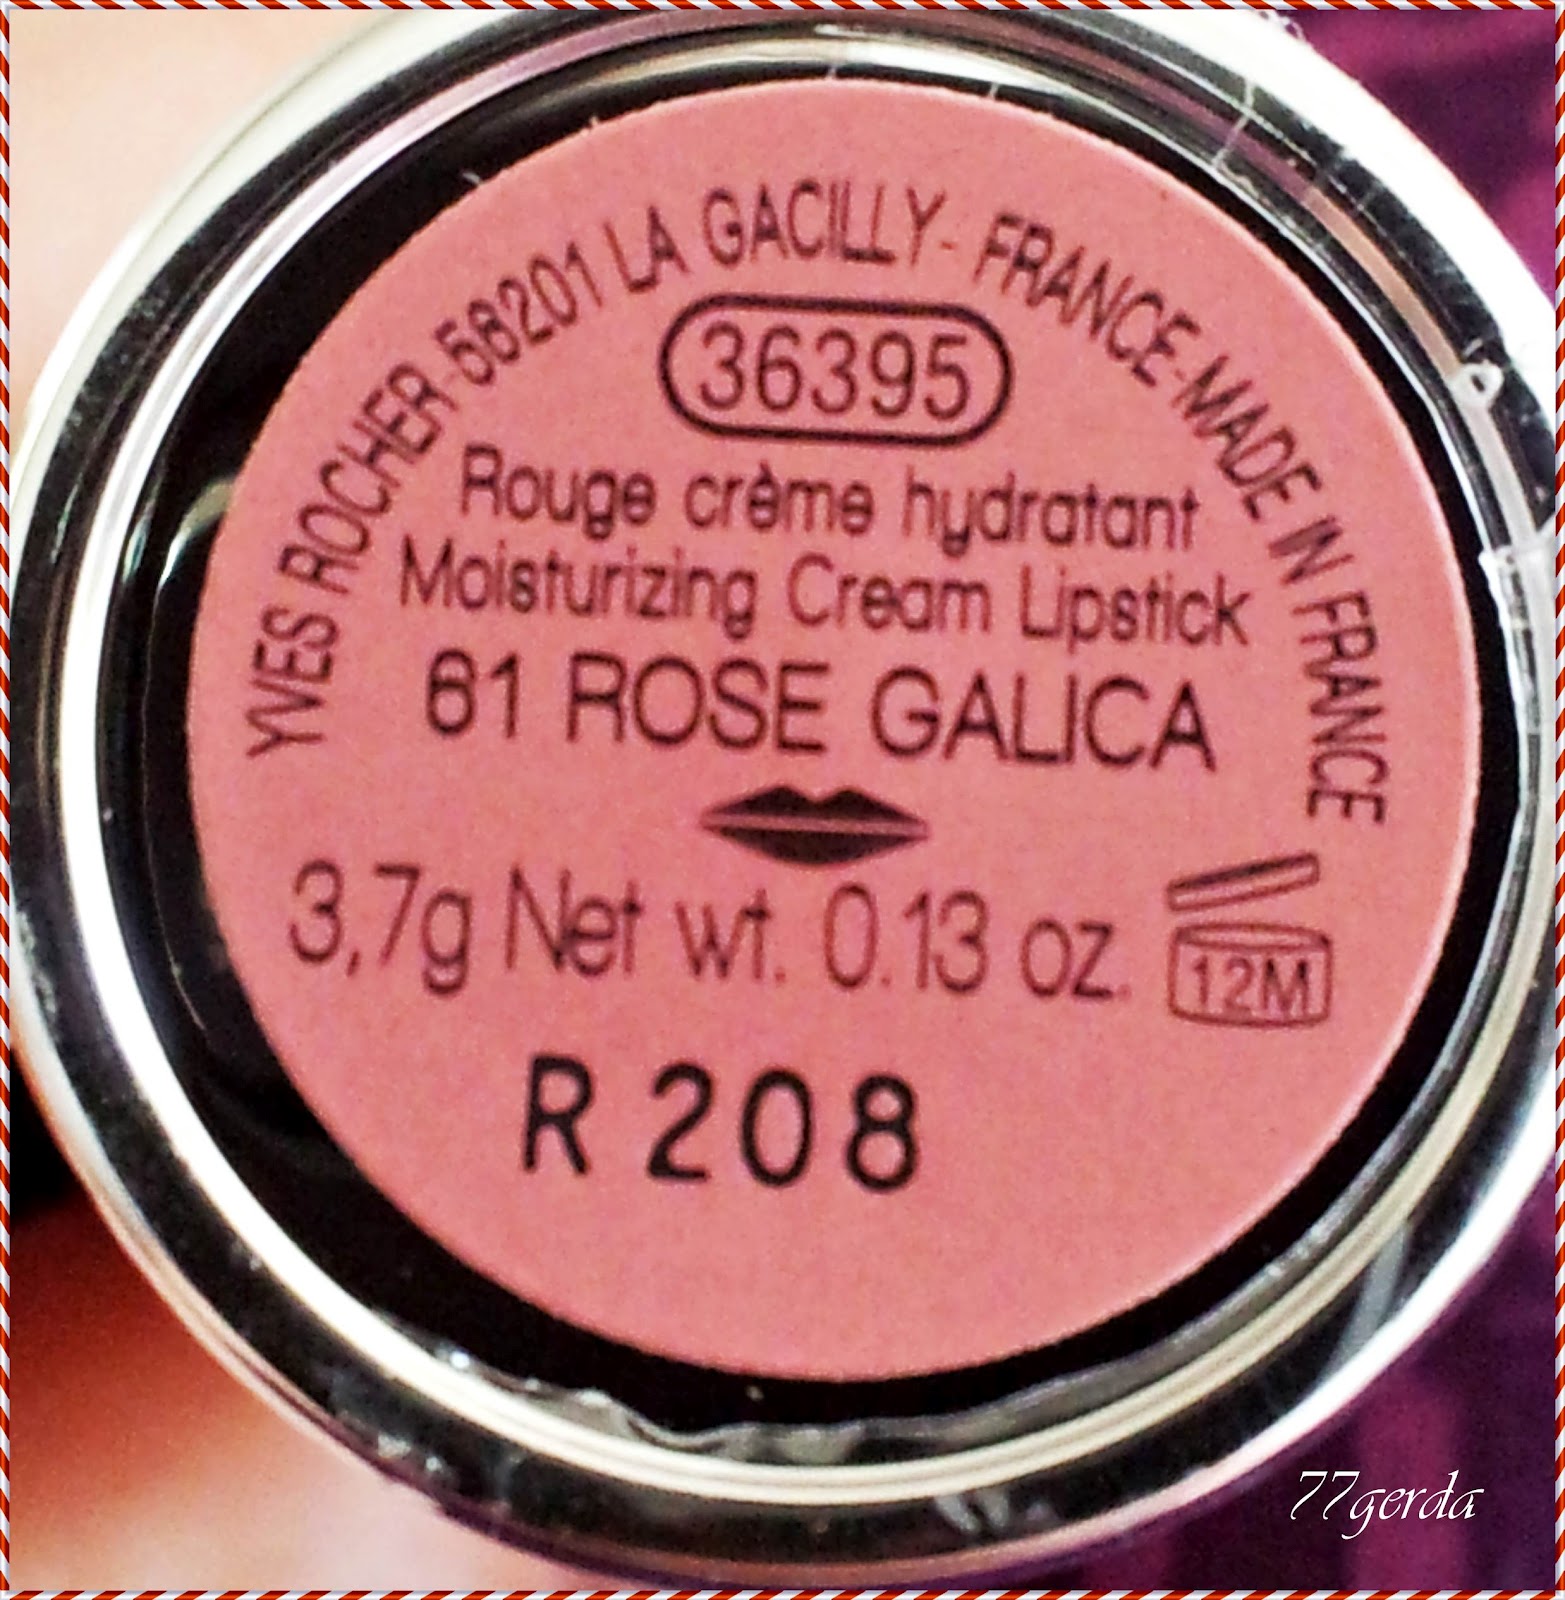 YVES ROCHER-56201 LA GACILLY- FRANCE-MADE IN FRANCE
36395
Rouge crème hydratant
Moisturizing Cream Lipstick
61 ROSE GALICA
3,7g Net wt. 0.13 oz.
12M
R 208
77gerda